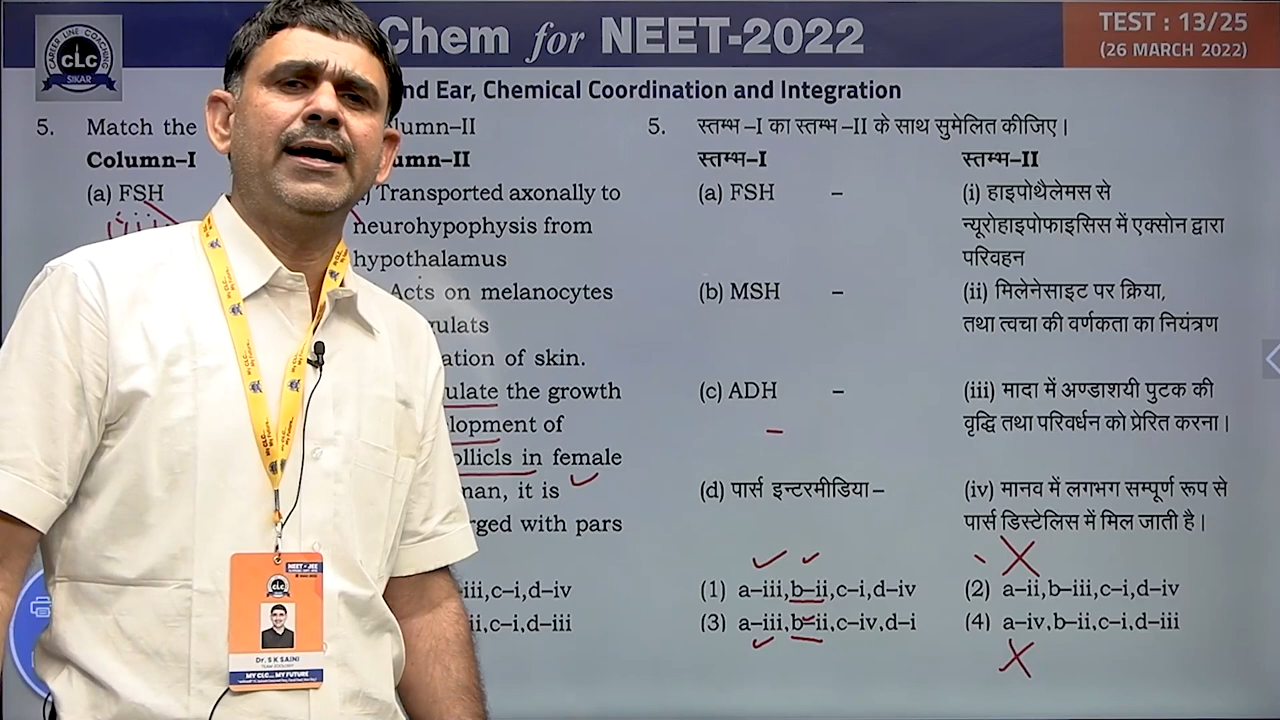 CAREER LINE COACHING
CLC
SIKAR
Chem for NEET-2022
TEST : 13/25
(26 MARCH 2022)
nd Ear, Chemical Coordination and Integration
5. Match the lumn–II
Column–I umn–II
(a) FSH Transported axonally to
neurohypophysis from
hypothalamus
Acts on melanocytes
gulats
ation of skin.
ulate the growth
lopment of
ollicls in female
man, it is
rged with pars
iii,c–i,d–iv
ii,c–i,d–iii
5. स्तम्भ–I का स्तम्भ–II के साथ सुमेलित कीजिए।
स्तम्भ–I स्तम्भ–II
(a) FSH – (i) हाइपोथैलेमस से
न्यूरोहाइपोफाइसिस में एक्सोन द्वारा
परिवहन
(b) MSH – (ii) मिलेनेसाइट पर क्रिया,
तथा त्वचा की वर्णकता का नियंत्रण
(c) ADH – (iii) मादा में अण्डाशयी पुटक की
वृद्धि तथा परिवर्धन को प्रेरित करना।
(d) पार्स इन्टरमीडिया– (iv) मानव में लगभग सम्पूर्ण रूप से
पार्स डिस्टेलिस में मिल जाती है।
(1) a–iii,b–ii,c–i,d–iv (2) a–ii,b–iii,c–i,d–iv
(3) a–iii,b–ii,c–iv,d–i (4) a–iv,b–ii,c–i,d–iii
NEET - JEE
Dr. S K SAINI
MY CLC... MY FUTURE